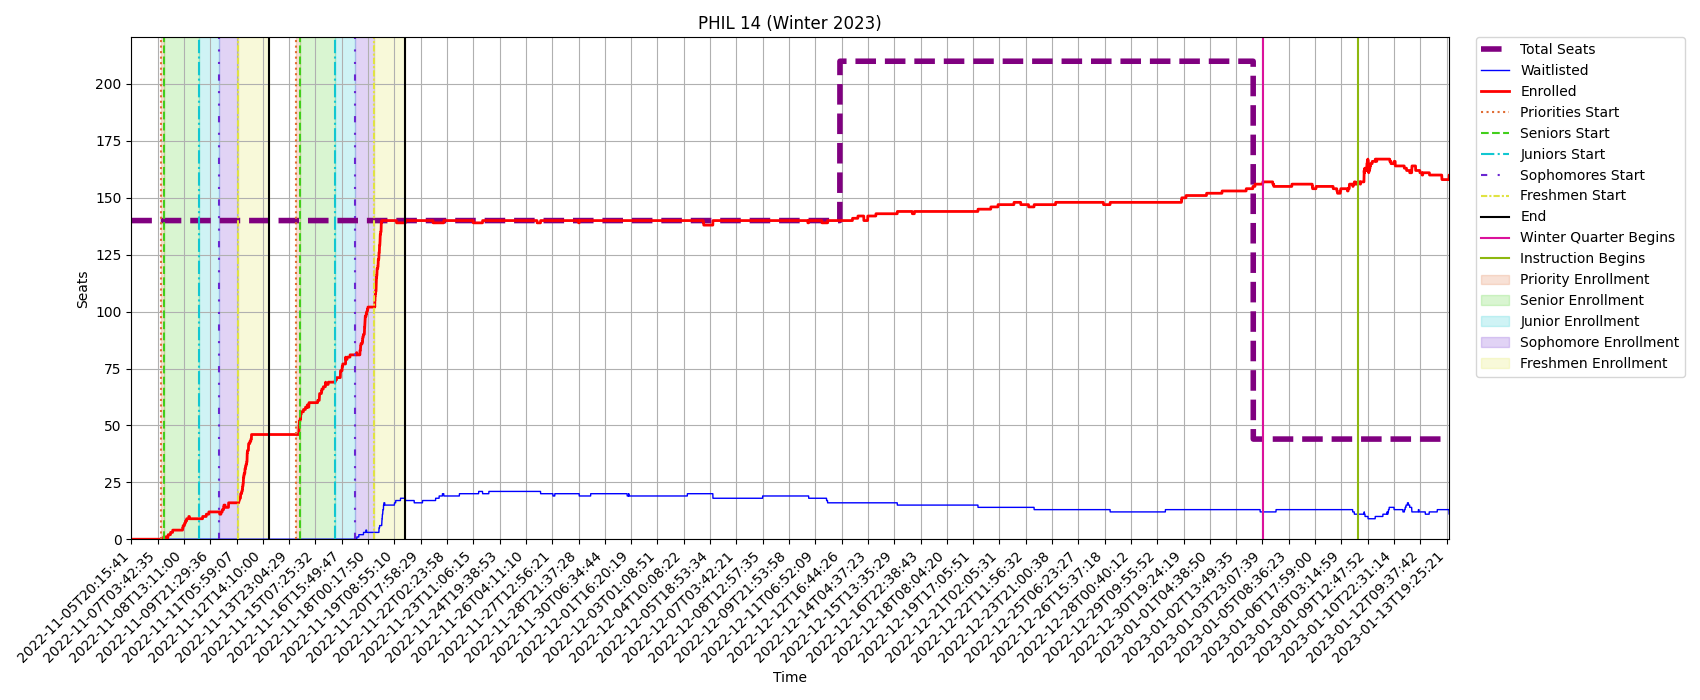 PHIL 14 (Winter 2023)
Seats
200
175
150
125
100
75
50
25
0
2022-11-05T20:15:41
2022-11-07T03:42:35
2022-11-08T13:11:00
2022-11-09T21:29:36
2022-11-11T05:59:07
2022-11-12T14:10:00
2022-11-13T23:04:29
2022-11-15T07:25:32
2022-11-16T15:49:47
2022-11-18T00:17:50
2022-11-19T08:55:10
2022-11-20T17:58:29
2022-11-22T02:23:58
2022-11-23T11:06:15
2022-11-24T19:38:53
2022-11-26T04:11:10
2022-11-27T12:56:21
2022-11-28T21:37:28
2022-11-30T06:34:44
2022-12-01T16:20:19
2022-12-03T01:08:51
2022-12-04T10:08:22
2022-12-05T18:53:34
2022-12-07T03:42:21
2022-12-08T12:57:35
2022-12-09T21:53:58
2022-12-11T06:52:09
2022-12-12T16:44:26
2022-12-14T04:37:23
2022-12-15T13:35:29
2022-12-16T22:38:43
2022-12-18T08:04:20
2022-12-19T17:05:51
2022-12-21T02:05:31
2022-12-22T11:56:32
2022-12-23T21:00:38
2022-12-25T06:23:27
2022-12-26T15:37:18
2022-12-28T00:40:12
2022-12-29T09:55:52
2022-12-30T19:24:19
2023-01-01T04:38:50
2023-01-02T13:49:35
2023-01-03T23:07:39
2023-01-05T08:36:23
2023-01-06T17:59:00
2023-01-08T03:14:59
2023-01-09T12:47:52
2023-01-10T22:31:14
2023-01-12T09:37:42
2023-01-13T19:25:21
Time
Total Seats
Waitlisted
Enrolled
Priorities Start
Seniors Start
Juniors Start
Sophomores Start
Freshmen Start
End
Winter Quarter Begins
Instruction Begins
Priority Enrollment
Senior Enrollment
Junior Enrollment
Sophomore Enrollment
Freshmen Enrollment